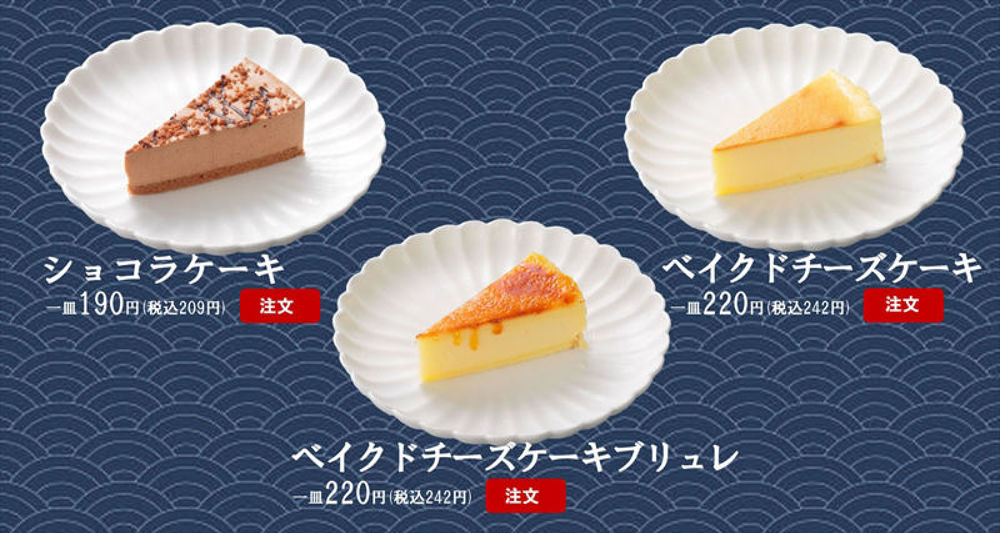 ショコラケーキ
一皿190円(税込209円) 注文
ベイクドチーズケーキ
一皿220円(税込242円) 注文
ベイクドチーズケーキブリュレ
一皿220円(税込242円) 注文